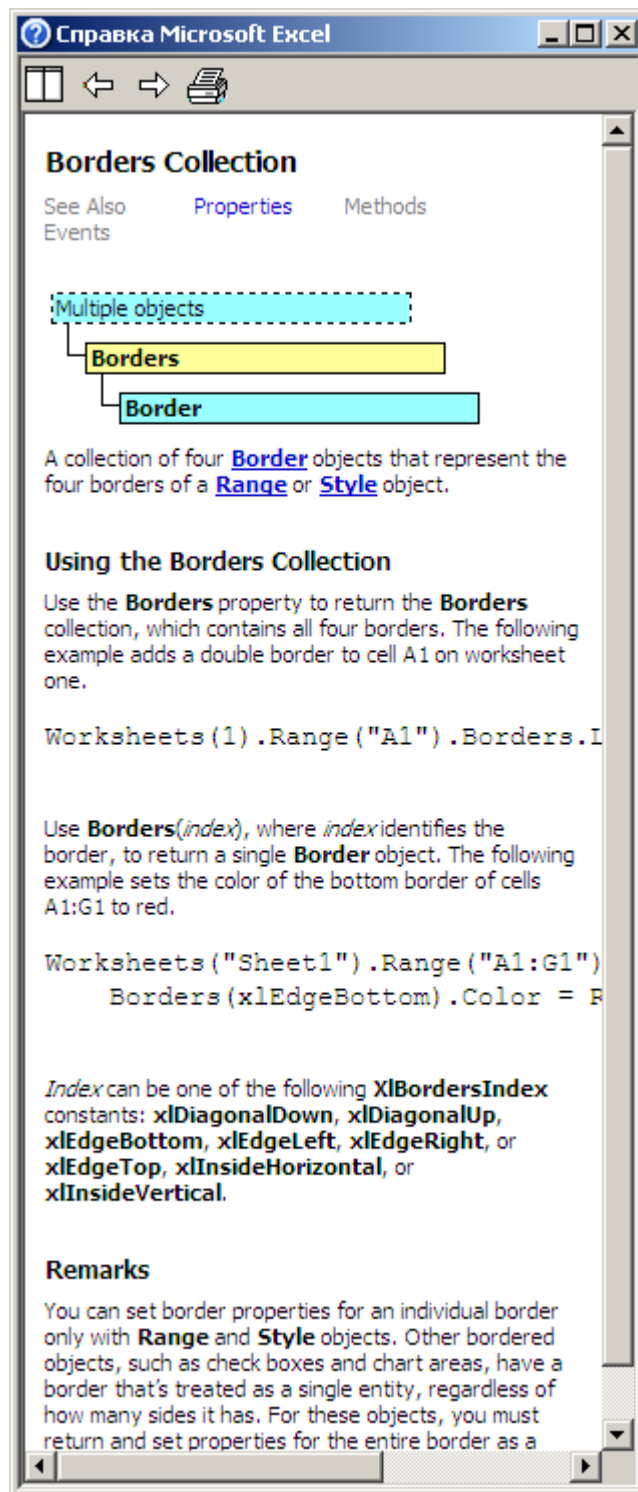 Справка Microsoft Excel
Borders Collection
See Also Properties Methods
Events
Multiple objects
Borders
Border
A collection of four Border objects that represent the
four borders of a Range or Style object.
Using the Borders Collection
Use the Borders property to return the Borders
collection, which contains all four borders. The following
example adds a double border to cell A1 on worksheet
one.
Worksheets(1).Range("A1").Borders.L
Use Borders(index), where index identifies the
border, to return a single Border object. The following
example sets the color of the bottom border of cells
A1:G1 to red.
Worksheets("Sheet1").Range("A1:G1")
Borders(xlEdgeBottom).Color = R
Index can be one of the following XlBordersIndex
constants: xlDiagonalDown, xlDiagonalUp,
xlEdgeBottom, xlEdgeLeft, xlEdgeRight, or
xlEdgeTop, xlInsideHorizontal, or
xlInsideVertical.
Remarks
You can set border properties for an individual border
only with Range and Style objects. Other bordered
objects, such as check boxes and chart areas, have a
border that's treated as a single entity, regardless of
how many sides it has. For these objects, you must
return and set properties for the entire border as a